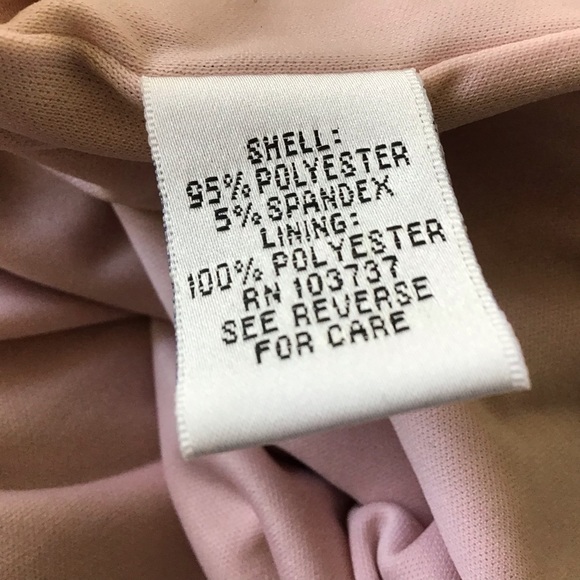 SHELL:
95% POLYESTER
5% SPANDEX
LINING:
100% POLYESTER
RN 103737
SEE REVERSE
FOR CARE